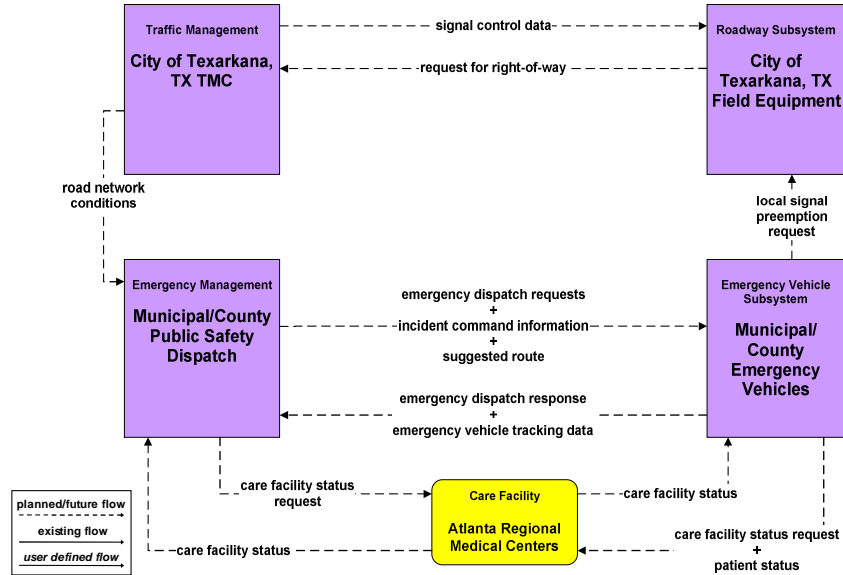 Traffic Management
City of Texarkana,
TX TMC
signal control data
request for right-of-way
Roadway Subsystem
City of
Texarkana, TX
Field Equipment
road network
conditions
local signal
preemption
request
Emergency Management
Municipal/County
Public Safety
Dispatch
emergency dispatch requests
+
incident command information
+
suggested route
Emergency Vehicle
Subsystem
Municipal/
County
Emergency
Vehicles
emergency dispatch response
+
emergency vehicle tracking data
care facility status
request
Care Facility
Atlanta Regional
Medical Centers
care facility status
care facility status
care facility status request
+
patient status
planned/future flow
existing flow
user defined flow